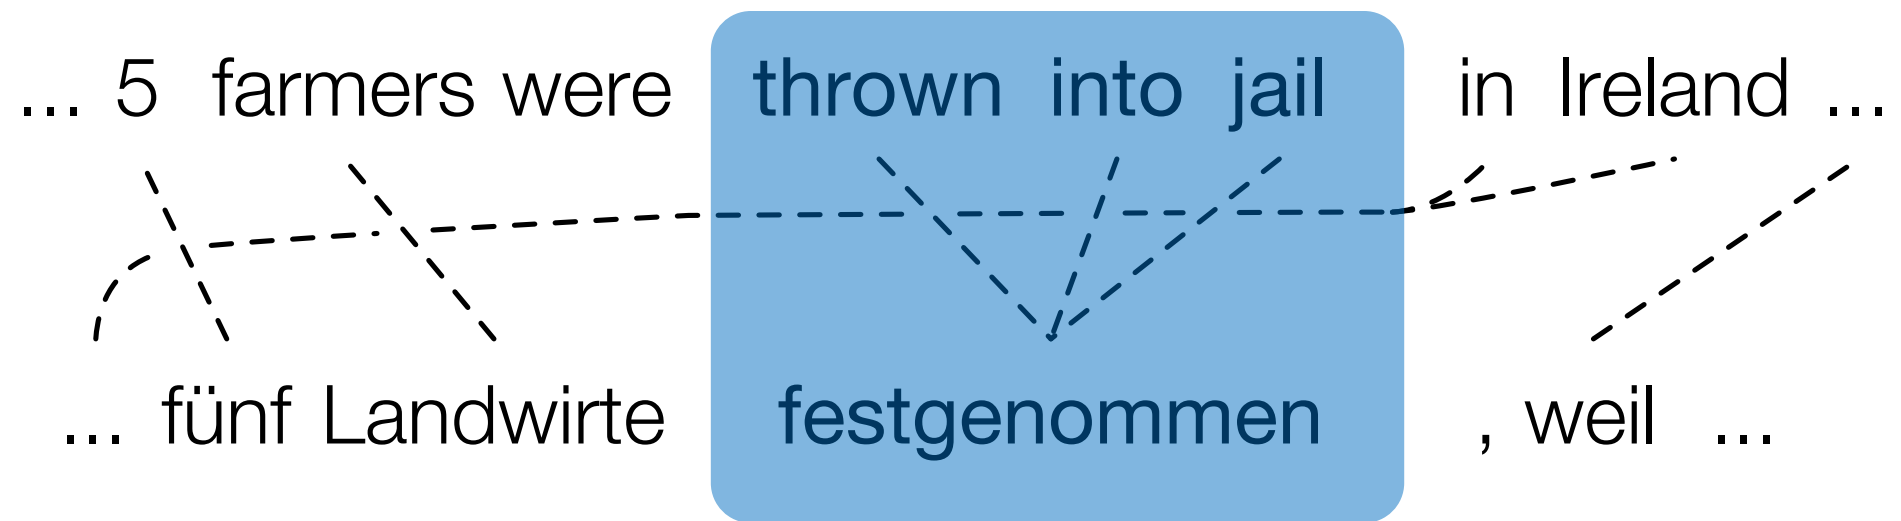 ... 5 farmers were thrown into jail in Ireland ...
... fünf Landwirte festgenommen , weil ...